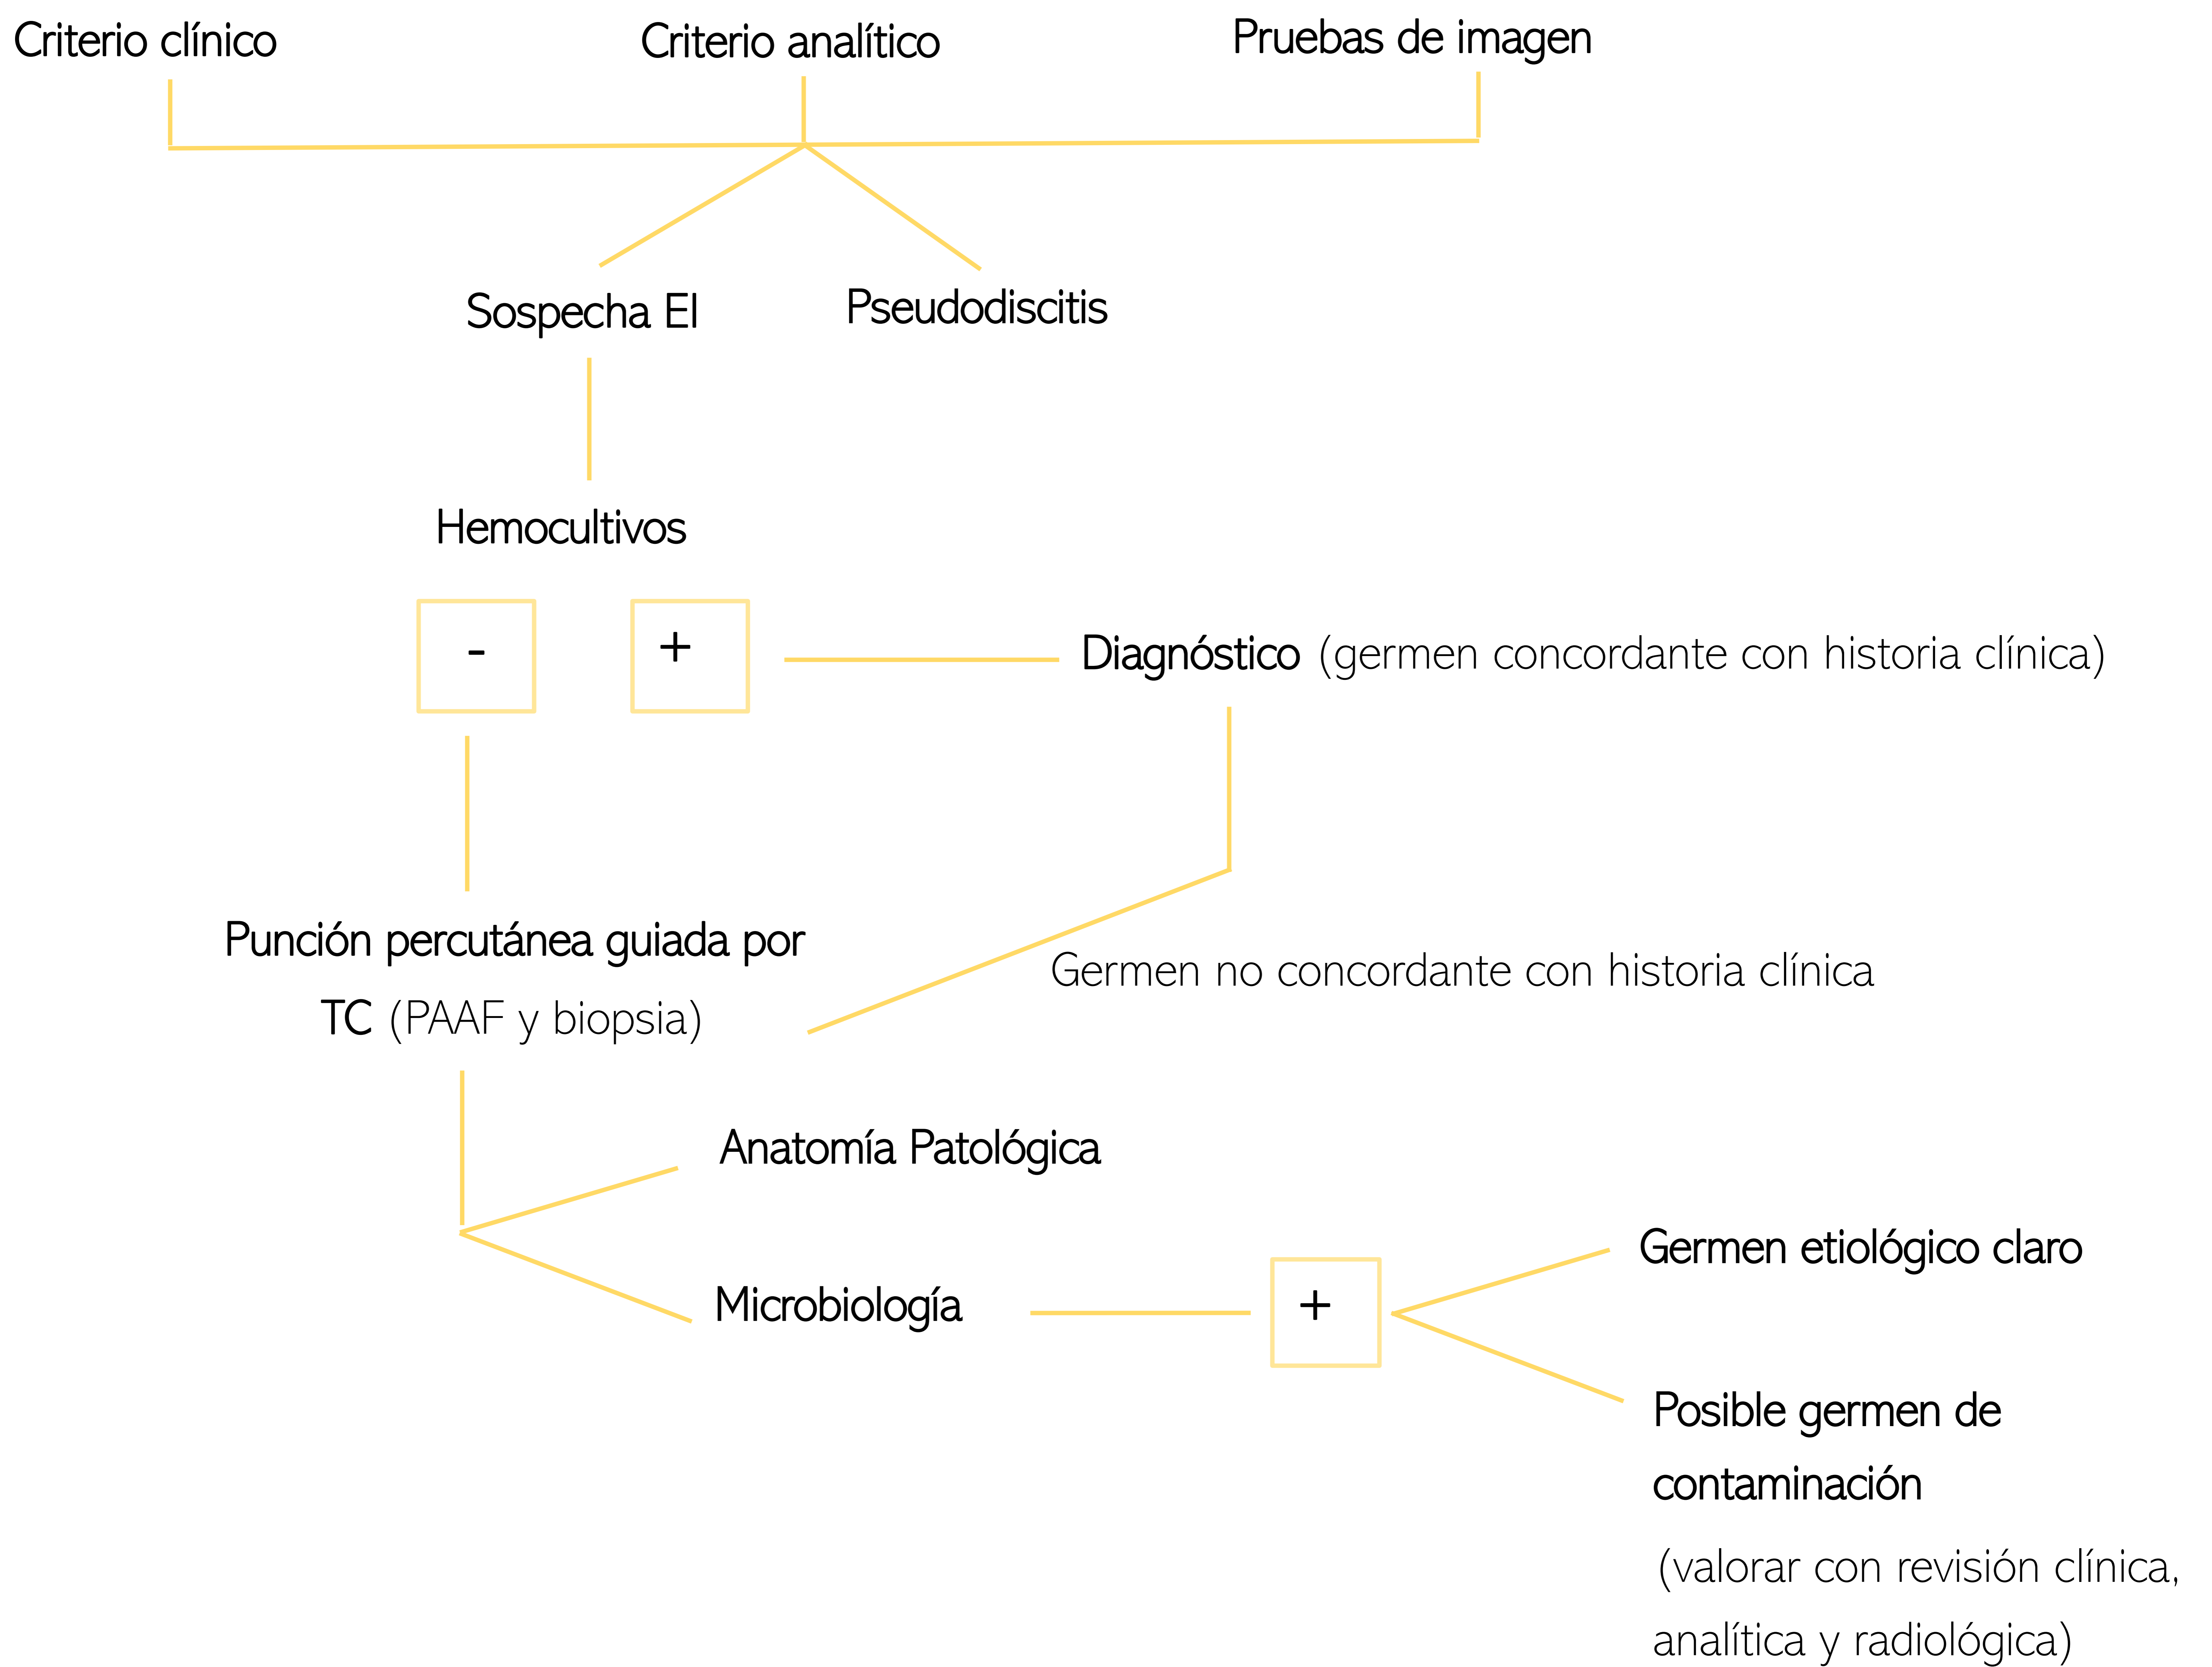 Criterio clínico
Criterio analítico
Pruebas de imagen
Sospecha EI
Pseudodiscitis
Hemocultivos
-
+
Diagnóstico (germen concordante con historia clínica)
Punción percutánea guiada por
TC (PAAF y biopsia)
Germen no concordante con historia clínica
Anatomía Patológica
Microbiología
+
Germen etiológico claro
Posible germen de
contaminación
(valorar con revisión clínica,
analítica y radiológica)